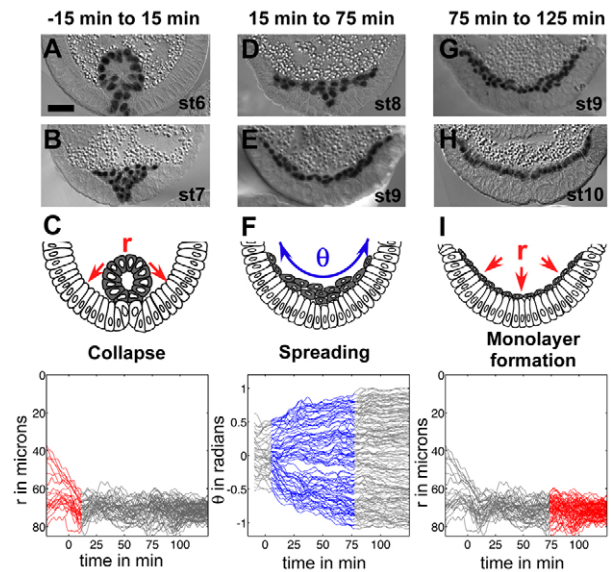 -15 min to 15 min
15 min to 75 min
75 min to 125 min
A
st6
D
st8
G
st9
B
st7
E
st9
H
st10
C
r
F
θ
I
r
Collapse
Spreading
Monolayer
formation
r in microns
0
20
40
60
80
0
25
50
75
100
time in min
θ in radians
1
0.5
0
-0.5
-1
0
25
50
75
100
time in min
r in microns
0
20
40
60
80
0
25
50
75
100
time in min